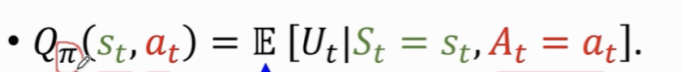 • Q_π(s_t, a_t) = 𝔼 [U_t|S_t = s_t, A_t = a_t].